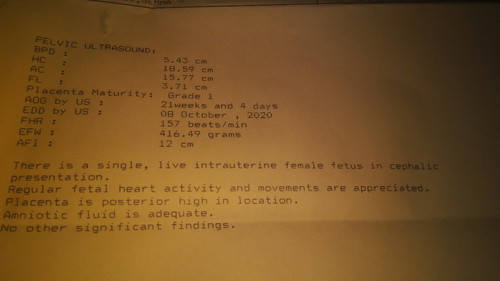 PELVIC ULTRASOUND:
BPD : 5.43 cm
HC : 18.59 cm
AC : 15.77 cm
FL : 3.71 cm
Placenta Maturity: Grade 1
AOG by US : 21weeks and 4 days
EDD by US : 08 October , 2020
FHR : 157 beats/min
EFW : 416.49 grams
AFI : 12 cm
There is a single, live intrauterine female fetus in cephalic
presentation.
Regular fetal heart activity and movements are appreciated.
Placenta is posterior high in location.
Amniotic fluid is adequate.
No other significant findings.